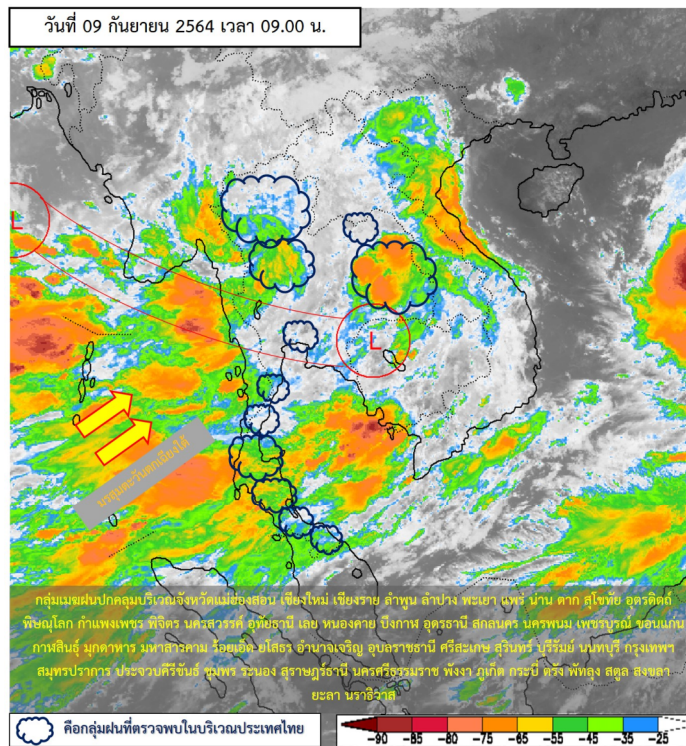 วันที่ 09 กันยายน 2564 เวลา 09.00 น.
L
L
มรสุมตะวันตกเฉียงใต้
กลุ่มเมฆฝนปกคลุมบริเวณจังหวัดแม่ฮ่องสอน เชียงใหม่ เชียงราย ลำพูน ลำปาง พะเยา แพร่ น่าน ตาก สุโขทัย อุตรดิตถ์
พิษณุโลก กำแพงเพชร พิจิตร นครสวรรค์ อุทัยธานี เลย หนองคาย บึงกาฬ อุดรธานี สกลนคร นครพนม เพชรบูรณ์ ขอนแก่น
กาฬสินธุ์ มุกดาหาร มหาสารคาม ร้อยเอ็ด ยโสธร อำนาจเจริญ อุบลราชธานี ศรีสะเกษ สุรินทร์ บุรีรัมย์ นนทบุรี กรุงเทพฯ
สมุทรปราการ ประจวบคีรีขันธ์ ชุมพร ระนอง สุราษฎร์ธานี นครศรีธรรมราช พังงา ภูเก็ต กระบี่ ตรัง พัทลุง สตูล สงขลา
ยะลา นราธิวาส
คือกลุ่มฝนที่ตรวจพบในบริเวณประเทศไทย
-90 -85 -80 -75 -65 -55 -45 -35 -25